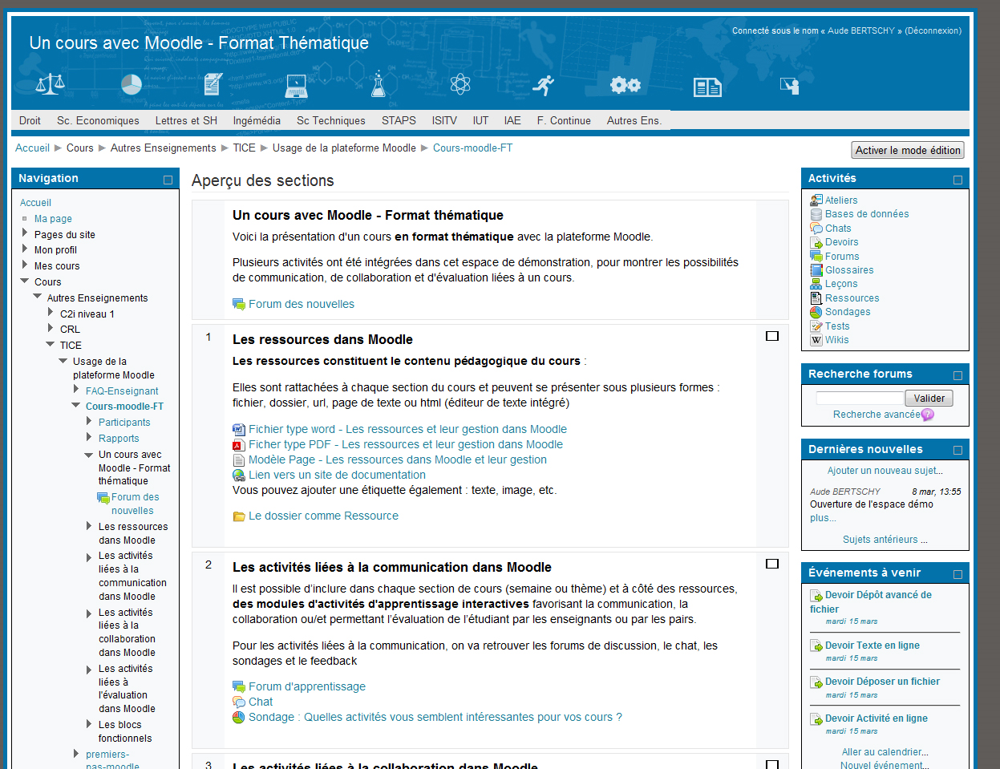 Un cours avec Moodle - Format Thématique
Connecté sous le nom « Aude BERTSCHY » (Déconnexion)
Droit Sc. Economiques Lettres et SH Ingémédia Sc Techniques STAPS ISITV IUT IAE F. Continue Autres Ens.
Accueil ► Cours ► Autres Enseignements ► TICE ► Usage de la plateforme Moodle ► Cours-moodle-FT
Activer le mode édition
Navigation
Accueil
Ma page
Pages du site
Mon profil
Mes cours
Cours
Autres Enseignements
C2i niveau 1
CRL
TICE
Usage de la
plateforme Moodle
FAQ-Enseignant
Cours-moodle-FT
Participants
Rapports
Un cours avec
Moodle - Format
thématique
Forum des
nouvelles
Les ressources
dans Moodle
Les activités
liées à la
communication
dans Moodle
Les activités
liées à la
collaboration
dans Moodle
Les activités
liées à
l'évaluation
dans Moodle
Les blocs
fonctionnels
premiers-
pas-moodle
Aperçu des sections
Un cours avec Moodle - Format thématique
Voici la présentation d'un cours en format thématique avec la plateforme Moodle.
Plusieurs activités ont été intégrées dans cet espace de démonstration, pour montrer les possibilités
de communication, de collaboration et d'évaluation liées à un cours.
Forum des nouvelles
1
Les ressources dans Moodle
Les ressources constituent le contenu pédagogique du cours :
Elles sont rattachées à chaque section du cours et peuvent se présenter sous plusieurs formes :
fichier, dossier, url, page de texte ou html (éditeur de texte intégré)
Fichier type word - Les ressources et leur gestion dans Moodle
Ficher type PDF - Les ressources et leur gestion dans Moodle
Modèle Page - Les ressources dans Moodle et leur gestion
Lien vers un site de documentation
Vous pouvez ajouter une étiquette également : texte, image, etc.
Le dossier comme Ressource
2
Les activités liées à la communication dans Moodle
Il est possible d'inclure dans chaque section de cours (semaine ou thème) et à côté des ressources,
des modules d'activités d'apprentissage interactives favorisant la communication, la
collaboration ou/et permettant l'évaluation de l'étudiant par les enseignants ou par les pairs.
Pour les activités liées à la communication, on va retrouver les forums de discussion, le chat, les
sondages et le feedback
Forum d'apprentissage
Chat
Sondage : Quelles activités vous semblent intéressantes pour vos cours ?
3
Les activités liées à la collaboration dans Moodle
Activités
Ateliers
Bases de données
Chats
Devoirs
Forums
Glossaires
Leçons
Ressources
Sondages
Tests
Wikis
Recherche forums
Valider
Recherche avancée
Dernières nouvelles
Ajouter un nouveau sujet...
Aude BERTSCHY 8 mar, 13:55
Ouverture de l'espace démo
plus...
Sujets antérieurs ...
Événements à venir
Devoir Dépôt avancé de
fichier
mardi 15 mars
Devoir Texte en ligne
mardi 15 mars
Devoir Déposer un fichier
mardi 15 mars
Devoir Activité en ligne
mardi 15 mars
Aller au calendrier...
Nouvel événement...